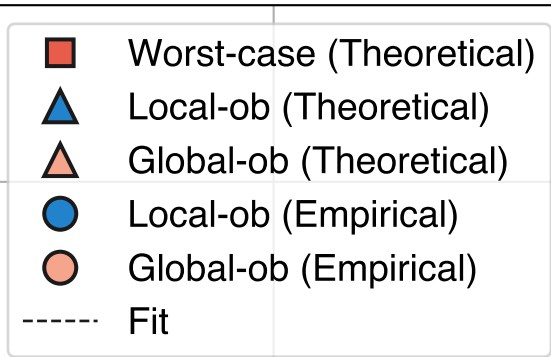 Worst-case (Theoretical)
Local-ob (Theoretical)
Global-ob (Theoretical)
Local-ob (Empirical)
Global-ob (Empirical)
Fit